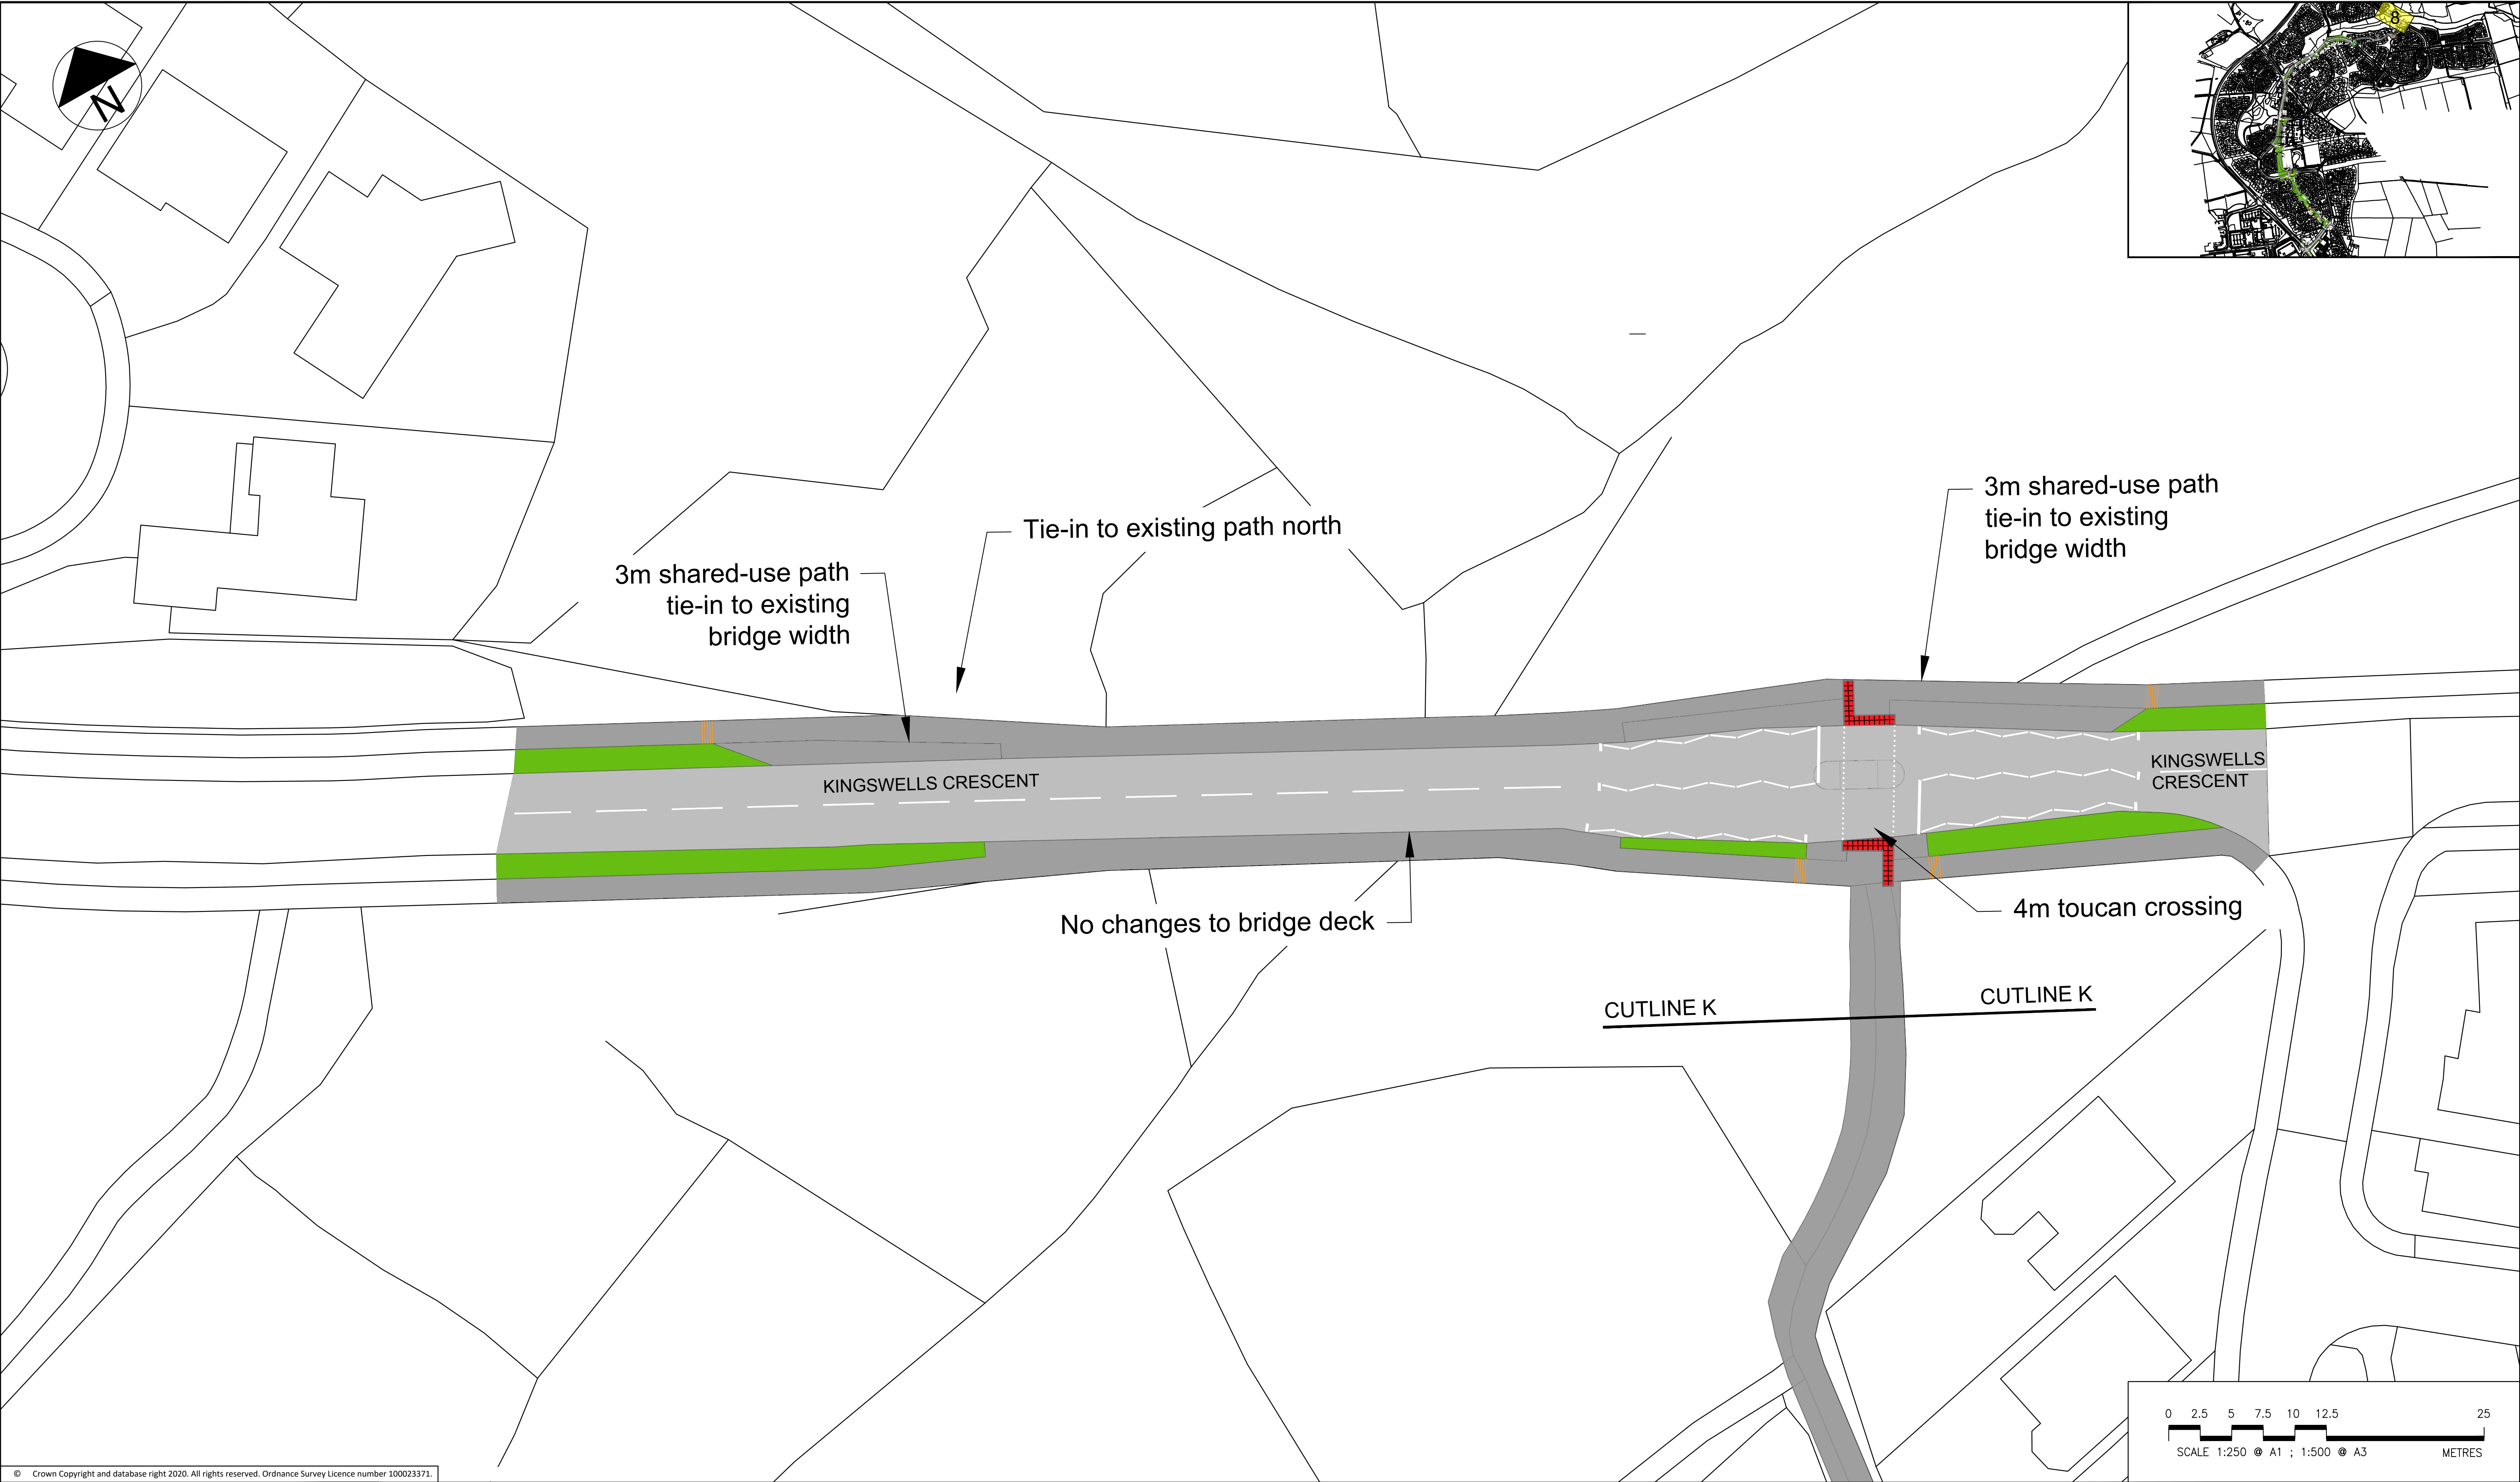 N
8
3m shared-use path
tie-in to existing
bridge width
Tie-in to existing path north
3m shared-use path
tie-in to existing
bridge width
KINGSWELLS CRESCENT
KINGSWELLS
CRESCENT
No changes to bridge deck
4m toucan crossing
CUTLINE K
CUTLINE K
0 2.5 5 7.5 10 12.5 25
SCALE 1:250 @ A1 ; 1:500 @ A3 METRES
© Crown Copyright and database right 2020. All rights reserved. Ordnance Survey Licence number 100023371.